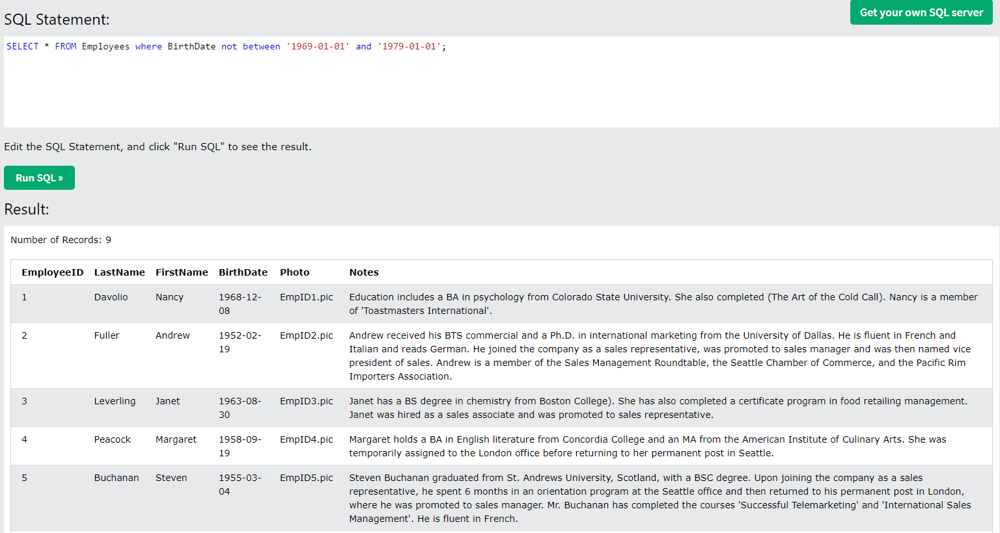 SQL Statement:
Get your own SQL server
SELECT * FROM Employees where BirthDate not between '1969-01-01' and '1979-01-01';
Edit the SQL Statement, and click "Run SQL" to see the result.
Run SQL »
Result:
Number of Records: 9
EmployeeID LastName FirstName BirthDate Photo Notes
1 Davolio Nancy 1968-12- EmpID1.pic Education includes a BA in psychology from Colorado State University. She also completed (The Art of the Cold Call). Nancy is a member
08 of 'Toastmasters International'.
2 Fuller Andrew 1952-02- EmpID2.pic Andrew received his BTS commercial and a Ph.D. in international marketing from the University of Dallas. He is fluent in French and
19 Italian and reads German. He joined the company as a sales representative, was promoted to sales manager and was then named vice
president of sales. Andrew is a member of the Sales Management Roundtable, the Seattle Chamber of Commerce, and the Pacific Rim
Importers Association.
3 Leverling Janet 1963-08- EmpID3.pic Janet has a BS degree in chemistry from Boston College). She has also completed a certificate program in food retailing management.
30 Janet was hired as a sales associate and was promoted to sales representative.
4 Peacock Margaret 1958-09- EmpID4.pic Margaret holds a BA in English literature from Concordia College and an MA from the American Institute of Culinary Arts. She was
19 temporarily assigned to the London office before returning to her permanent post in Seattle.
5 Buchanan Steven 1955-03- EmpID5.pic Steven Buchanan graduated from St. Andrews University, Scotland, with a BSC degree. Upon joining the company as a sales
04 representative, he spent 6 months in an orientation program at the Seattle office and then returned to his permanent post in London,
where he was promoted to sales manager. Mr. Buchanan has completed the courses 'Successful Telemarketing' and 'International Sales
Management'. He is fluent in French.